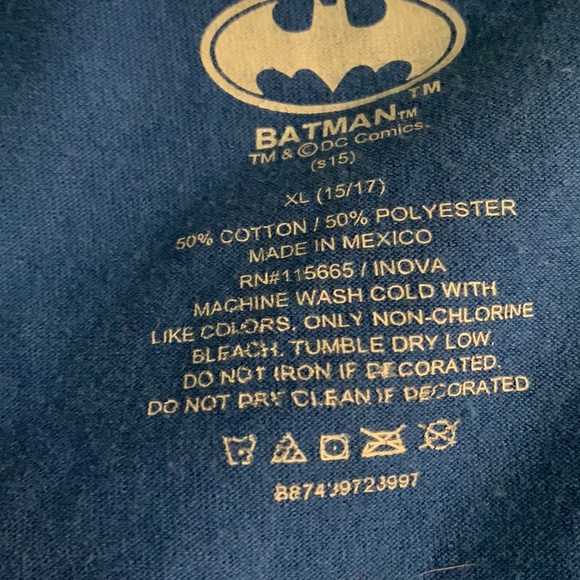 TM
BATMAN™
TM & ©DC Comics.
(s15)
XL (15/17)
50% COTTON / 50% POLYESTER
MADE IN MEXICO
RN#115665 / INOVA
MACHINE WASH COLD WITH
LIKE COLORS. ONLY NON-CHLORINE
BLEACH. TUMBLE DRY LOW.
DO NOT IRON IF DECORATED.
DO NOT DRY CLEAN IF DECORATED